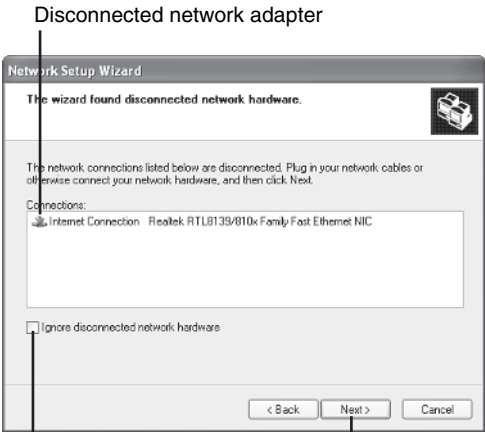 Disconnected network adapter
Network Setup Wizard
The wizard found disconnected network hardware.
The network connections listed below are disconnected. Plug in your network cables or
otherwise connect your network hardware, and then click Next.
Connections:
Internet Connection Realtek RTL8139/810x Family Fast Ethernet NIC
Ignore disconnected network hardware
< Back Next > Cancel